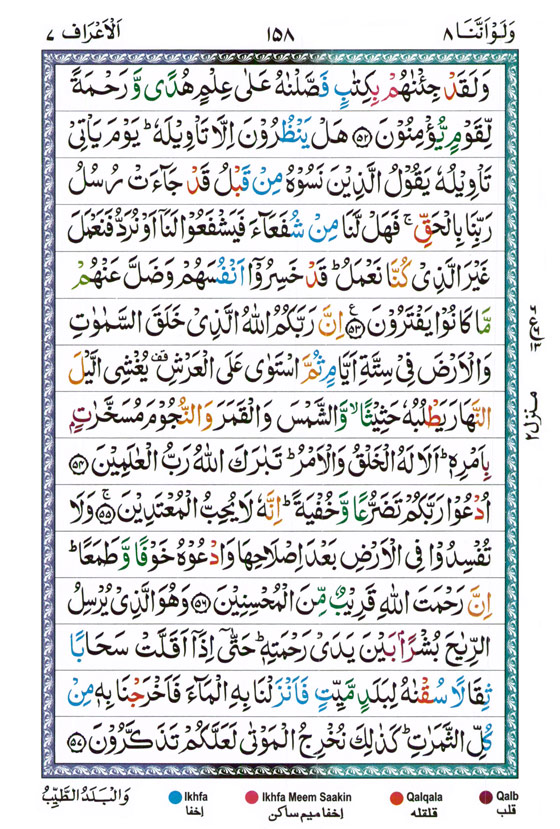 وَلَوْ اَنَّنَا ٨ ١٥٨ اَلْاَعْرَاف ٧
وَلَقَدْ جِئْنٰهُمْ بِكِتٰبٍ فَصَّلْنٰهُ عَلٰى عِلْمٍ هُدًى وَّ رَحْمَةً
لِّقَوْمٍ يُّؤْمِنُوْنَ ﴿٥٢﴾ هَلْ يَنْظُرُوْنَ اِلَّا تَاْوِيْلَهٗ ؕ يَوْمَ يَاْتِىْ
تَاْوِيْلُهٗ يَقُوْلُ الَّذِيْنَ نَسُوْهُ مِنْ قَبْلُ قَدْ جَآءَتْ رُسُلُ
رَبِّنَا بِالْحَقِّ ۚ فَهَلْ لَّنَا مِنْ شُفَعَآءَ فَيَشْفَعُوْا لَنَاۤ اَوْ نُرَدُّ فَنَعْمَلَ
غَيْرَ الَّذِىْ كُنَّا نَعْمَلُ ؕ قَدْ خَسِرُوْۤا اَنْفُسَهُمْ وَضَلَّ عَنْهُمْ
مَّا كَانُوْا يَفْتَرُوْنَ ﴿٥٣﴾ ع اِنَّ رَبَّكُمُ اللّٰهُ الَّذِىْ خَلَقَ السَّمٰوٰتِ
وَالْاَرْضَ فِىْ سِتَّةِ اَيَّامٍ ثُمَّ اسْتَوٰى عَلَى الْعَرْشِ قف يُغْشِى الَّيْلَ
النَّهَارَ يَطْلُبُهٗ حَثِيْثًا ۙ وَّالشَّمْسَ وَالْقَمَرَ وَالنُّجُوْمَ مُسَخَّرٰتٍۭ
بِاَمْرِهٖ ؕ اَلَا لَهُ الْخَلْقُ وَالْاَمْرُ ؕ تَبٰرَكَ اللّٰهُ رَبُّ الْعٰلَمِيْنَ ﴿٥٤﴾
اُدْعُوْا رَبَّكُمْ تَضَرُّعًا وَّخُفْيَةً ؕ اِنَّهٗ لَا يُحِبُّ الْمُعْتَدِيْنَ ﴿٥٥﴾ وَلَا
تُفْسِدُوْا فِى الْاَرْضِ بَعْدَ اِصْلَاحِهَا وَادْعُوْهُ خَوْفًا وَّطَمَعًا ؕ
اِنَّ رَحْمَتَ اللّٰهِ قَرِيْبٌ مِّنَ الْمُحْسِنِيْنَ ﴿٥٦﴾ وَهُوَ الَّذِىْ يُرْسِلُ
الرِّيٰحَ بُشْرًۢا بَيْنَ يَدَىْ رَحْمَتِهٖ ؕ حَتّٰۤى اِذَاۤ اَقَلَّتْ سَحَابًا
ثِقَالًا سُقْنٰهُ لِبَلَدٍ مَّيِّتٍ فَاَنْزَلْنَا بِهِ الْمَآءَ فَاَخْرَجْنَا بِهٖ مِنْ
كُلِّ الثَّمَرٰتِ ؕ كَذٰلِكَ نُخْرِجُ الْمَوْتٰى لَعَلَّكُمْ تَذَكَّرُوْنَ ﴿٥٧﴾
منزل ٢
وَالْبَلَدُ الطَّيِّبُ
Ikhfa
اخفا
Ikhfa Meem Saakin
اخفا میم ساکن
Qalqala
قلقلہ
Qalb
قلب